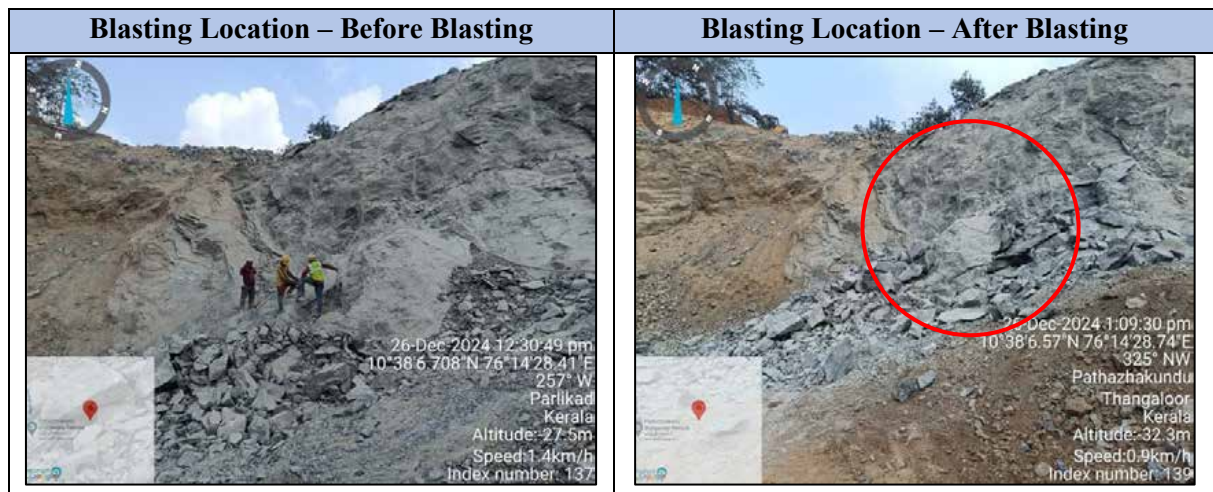 Blasting Location – Before Blasting
Blasting Location – After Blasting
26-Dec-2024 12:30:49 pm
10°38'6.708"N 76°14'28.41"E
257° W
Parlikad
Kerala
Altitude:-27.5m
Speed:1.4km/h
Index number: 137
26-Dec-2024 1:09:30 pm
10°38'6.57"N 76°14'28.74"E
325° NW
Pathazhakundu
Thangaloor
Kerala
Altitude:-32.3m
Speed:0.9km/h
Index number: 139